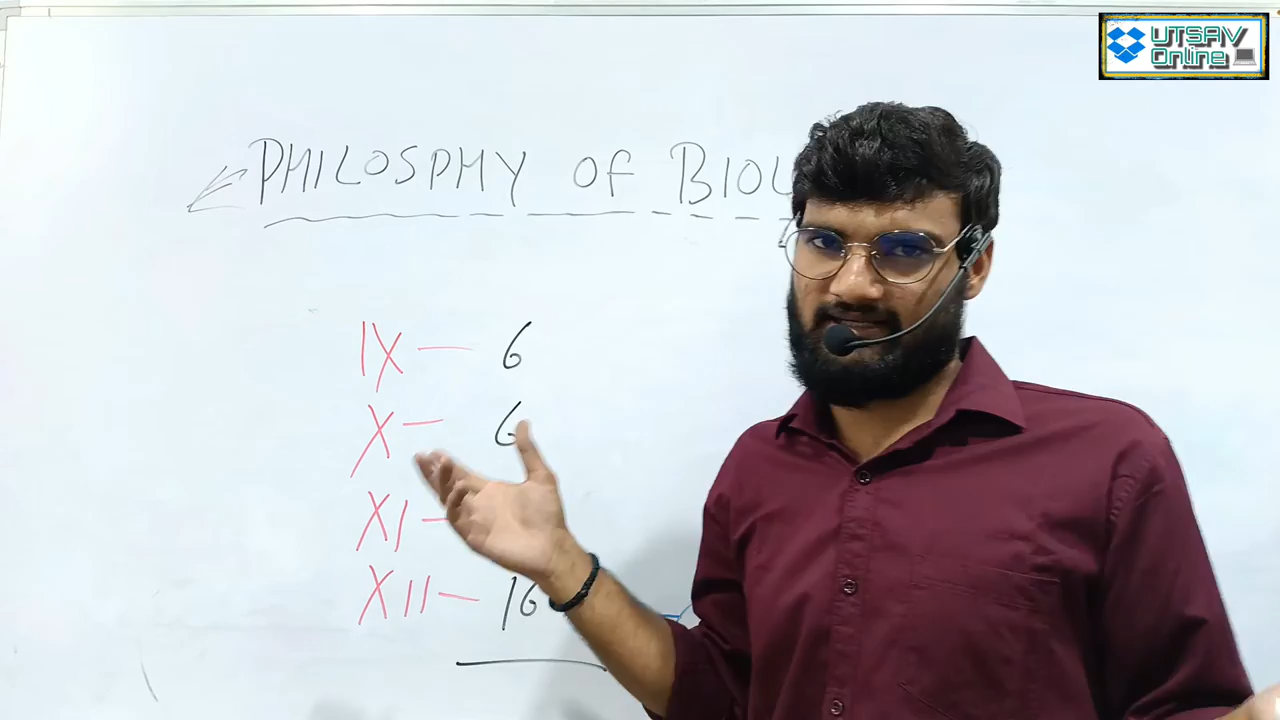 UTSAV
Online
PHILOSPHY OF BIOL
IX — 6
X — 6
XI —
XII — 16